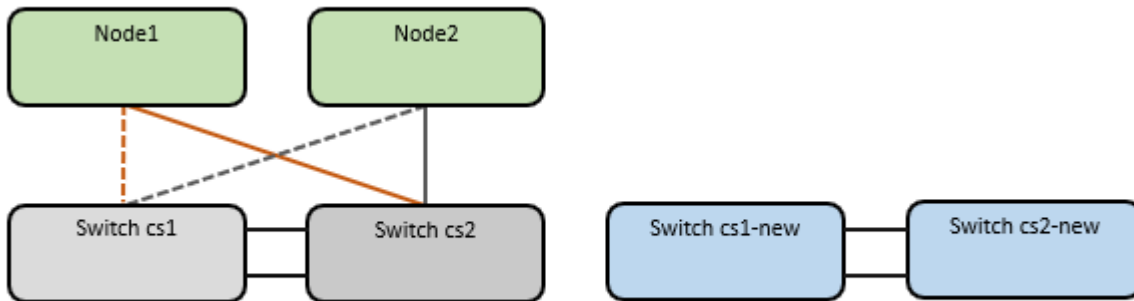 Node1
Node2
Switch cs1
Switch cs2
Switch cs1-new
Switch cs2-new